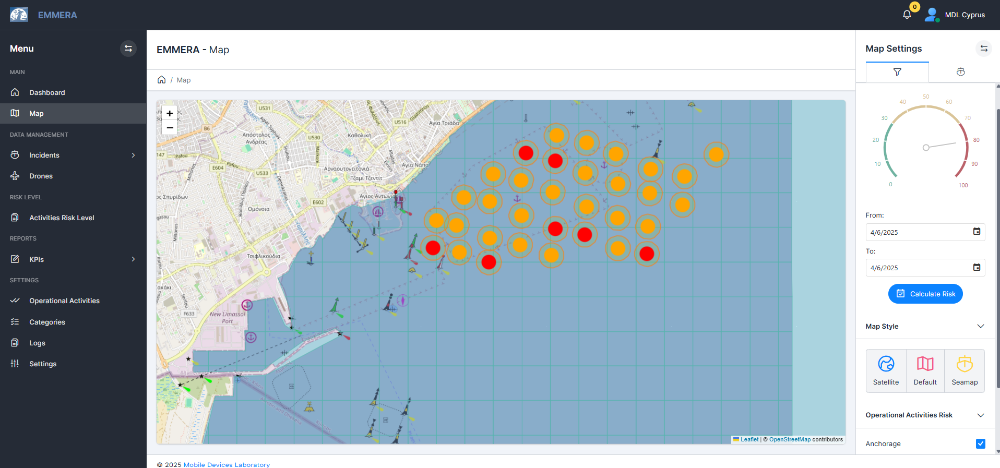 EMMERA
0
MDL Cyprus
Menu
MAIN
Dashboard
Map
DATA MANAGEMENT
Incidents
Drones
RISK LEVEL
Activities Risk Level
REPORTS
KPIs
SETTINGS
Operational Activities
Categories
Logs
Settings
EMMERA - Map
/ Map
+
−
U531
U516
Αγία Τριάδα
B6
Απόστολος
Ανδρέας
U530
Καθολική
147
Pafou
E604
U533
Αρναουτογειτονιά
Αγία Νάπα
Τζαμί Τζεντίτ
ος Σπυρίδων
E602
Άγιος Αντώνιος
Ομόνοια
Τσιφλικούδια
F633
New Limassol
Port
Leaflet | © OpenStreetMap contributors
Map Settings
0
10
20
30
40
50
60
70
80
90
100
From:
4/6/2025
To:
4/6/2025
Calculate Risk
Map Style
Satellite
Default
Seamap
Operational Activities Risk
Anchorage
© 2025 Mobile Devices Laboratory